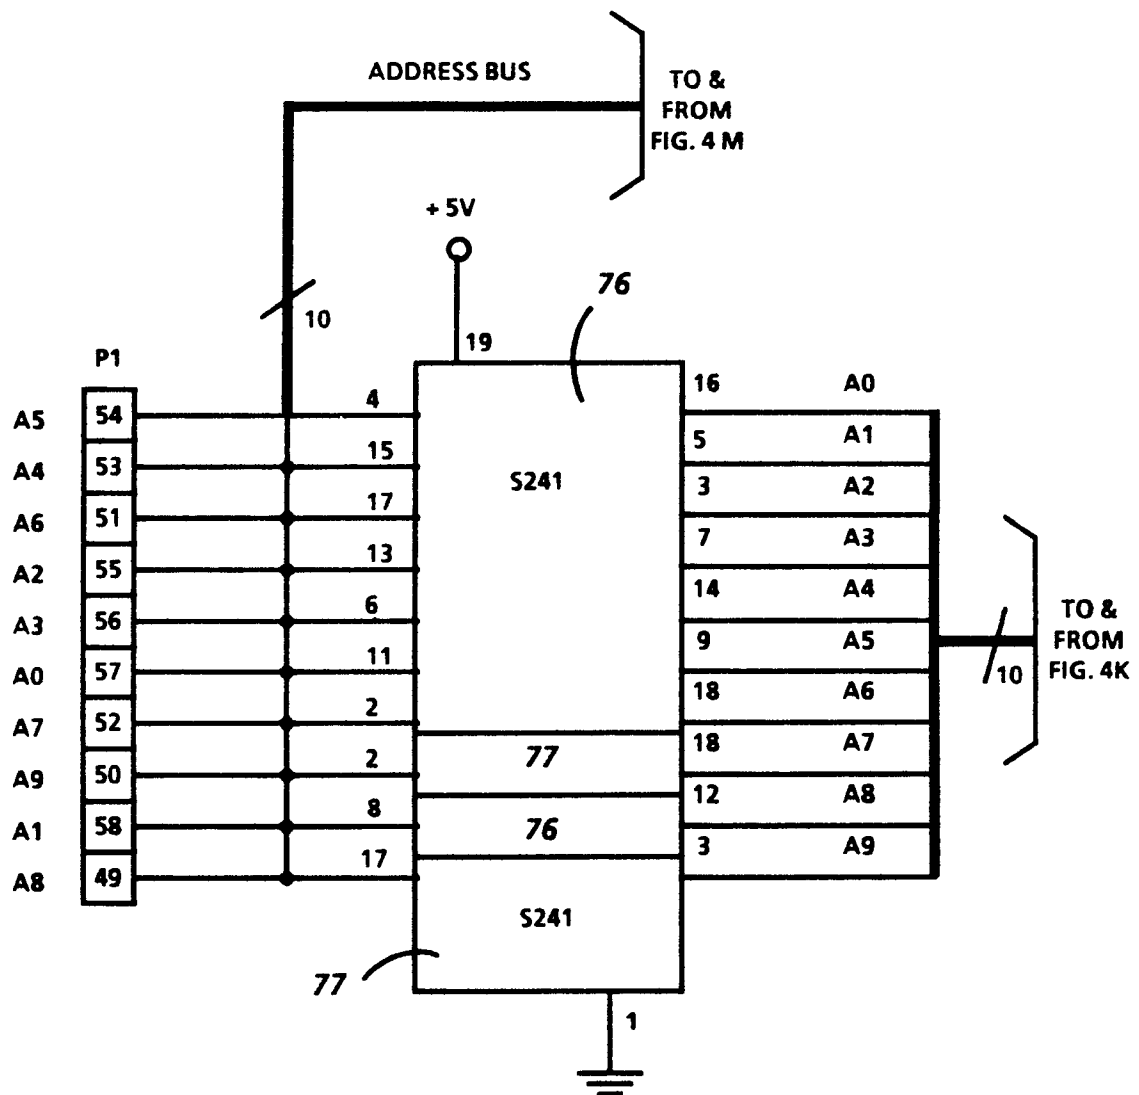 ADDRESS BUS
TO &
FROM
FIG. 4 M
+ 5V
10
76
19
P1
A5 54 4 16 A0
A4 53 15 5 A1
A6 51 17 3 A2
S241
A2 55 13 7 A3
A3 56 6 14 A4
A0 57 11 9 A5
A7 52 2 18 A6
A9 50 2 77 18 A7
A1 58 8 76 12 A8
A8 49 17 3 A9
TO &
FROM
FIG. 4K
10
S241
77
1